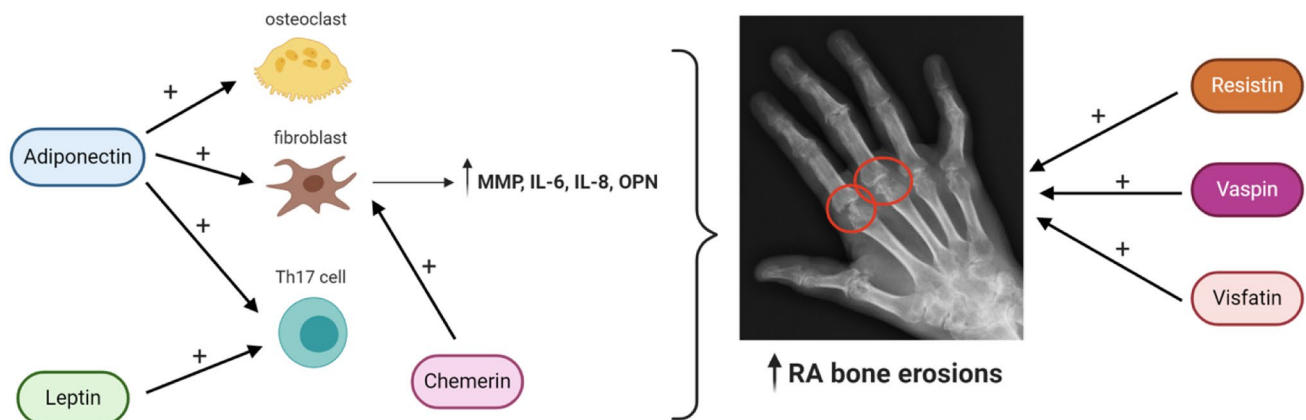 osteoclast
+
Adiponectin
+
fibroblast
↑ MMP, IL-6, IL-8, OPN
+
Th17 cell
+
Leptin
+
Chemerin
↑ RA bone erosions
Resistin
+
Vaspin
+
Visfatin
+